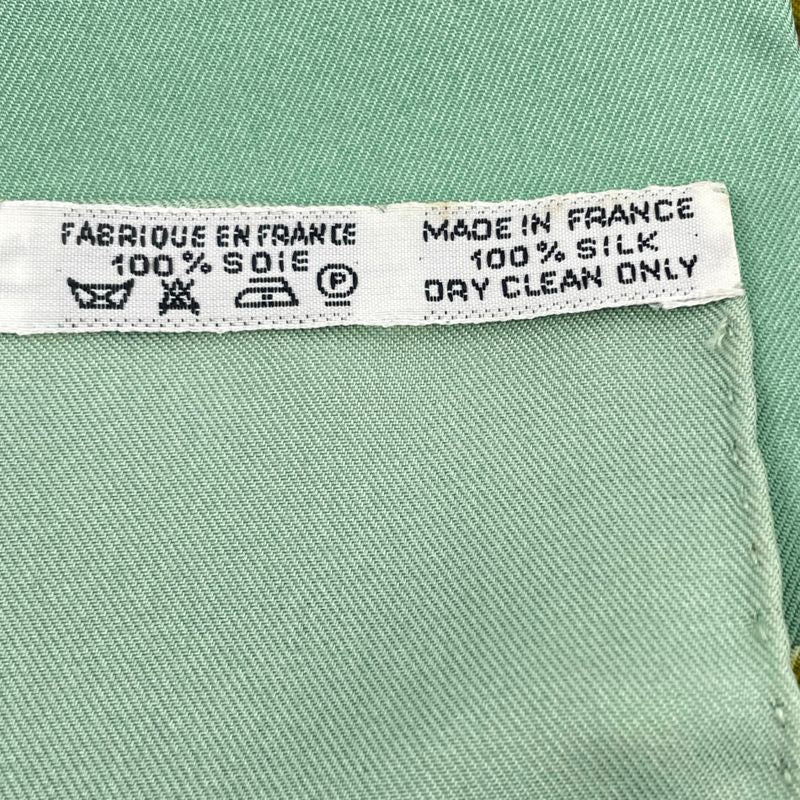 FABRIQUE EN FRANCE
100% SOIE
P
MADE IN FRANCE
100% SILK
DRY CLEAN ONLY